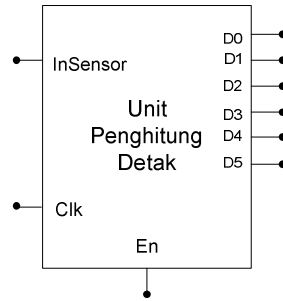 D0
InSensor
D1
D2
Unit
Penghitung
Detak
D3
D4
D5
Clk
En